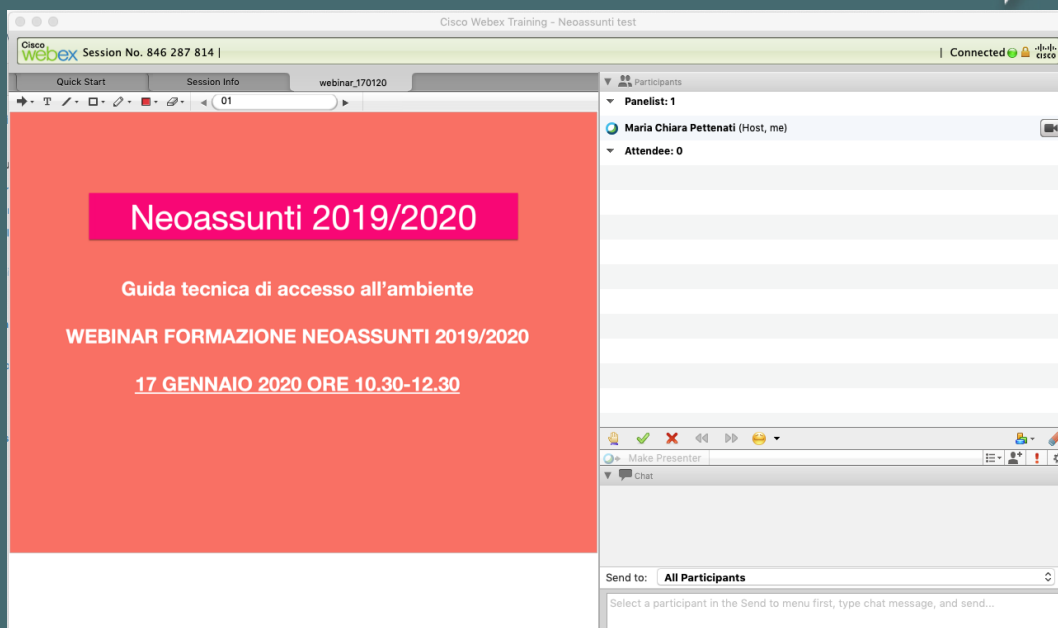 Cisco Webex Training - Neoassunti test
Cisco webex Session No. 846 287 814 |
| Connected
cisco
Quick Start
Session Info
webinar_170120
T
01
Neoassunti 2019/2020
Guida tecnica di accesso all'ambiente
WEBINAR FORMAZIONE NEOASSUNTI 2019/2020
17 GENNAIO 2020 ORE 10.30-12.30
Participants
Panelist: 1
Maria Chiara Pettenati (Host, me)
Attendee: 0
Make Presenter
Chat
Send to: All Participants
Select a participant in the Send to menu first, type chat message, and send...